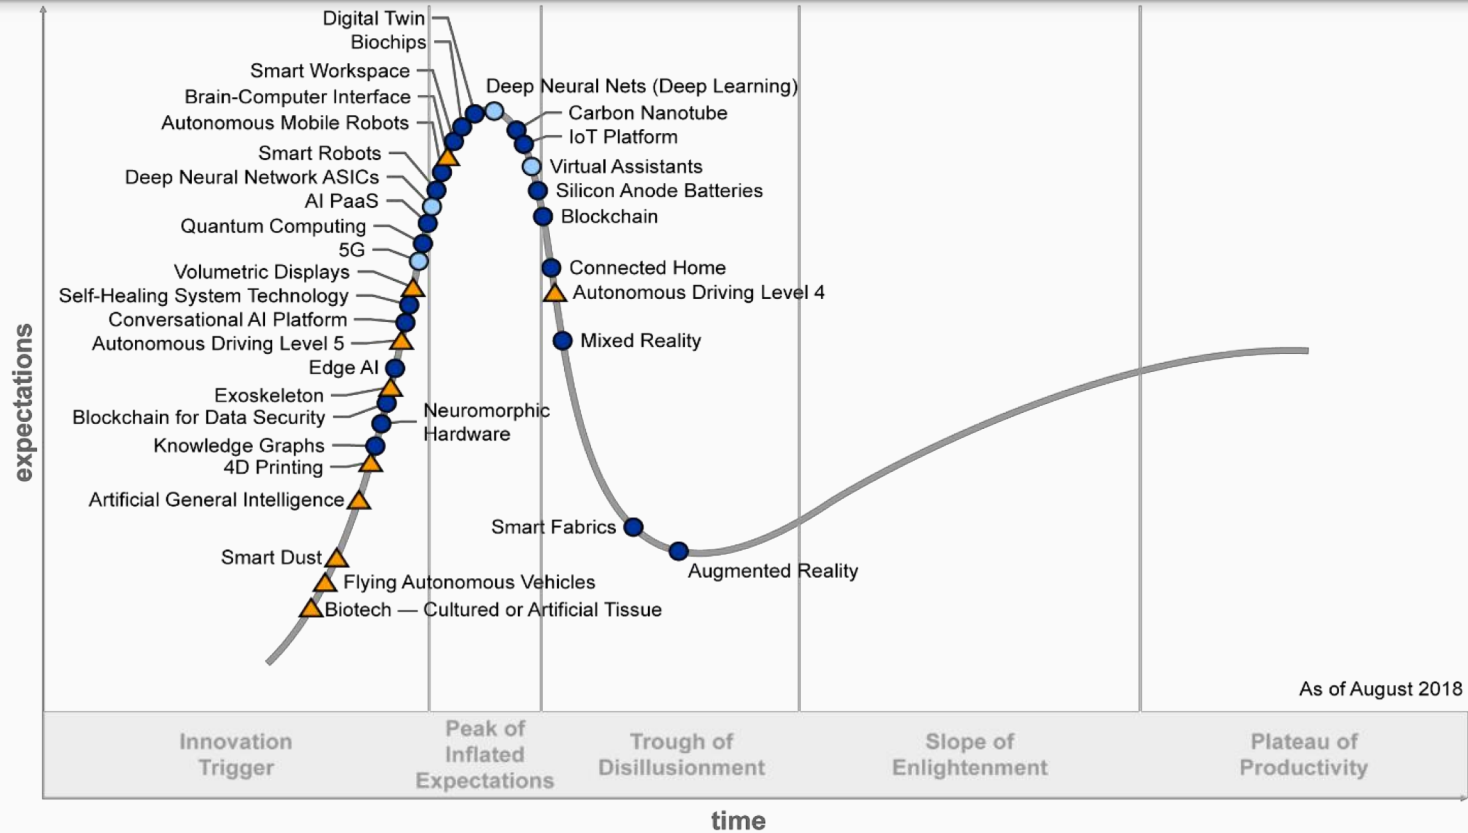 Digital Twin
Biochips
Smart Workspace
Brain-Computer Interface
Autonomous Mobile Robots
Smart Robots
Deep Neural Network ASICs
AI PaaS
Quantum Computing
5G
Volumetric Displays
Self-Healing System Technology
Conversational AI Platform
Autonomous Driving Level 5
Edge AI
Exoskeleton
Blockchain for Data Security
Neuromorphic
Hardware
Knowledge Graphs
4D Printing
Artificial General Intelligence
Smart Dust
Flying Autonomous Vehicles
Biotech — Cultured or Artificial Tissue
Deep Neural Nets (Deep Learning)
Carbon Nanotube
IoT Platform
Virtual Assistants
Silicon Anode Batteries
Blockchain
Connected Home
Autonomous Driving Level 4
Mixed Reality
Smart Fabrics
Augmented Reality
As of August 2018
expectations
Innovation
Trigger
Peak of
Inflated
Expectations
Trough of
Disillusionment
Slope of
Enlightenment
Plateau of
Productivity
time